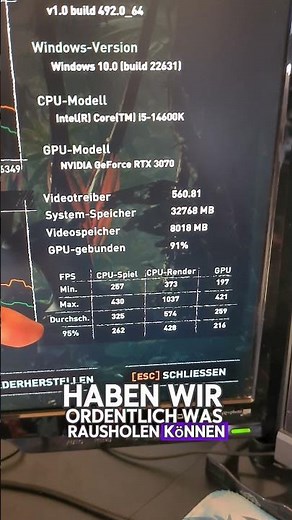 v1.0 build 492.0_64
Windows-Version
Windows 10.0 (build 22631)
CPU-Modell
Intel(R) Core(TM) i5-14600K
GPU-Modell
NVIDIA GeForce RTX 3070
6349
Videotreiber 560.81
System-Speicher 32768 MB
Videospeicher 8018 MB
GPU-gebunden 91%
FPS CPU-Spiel CPU-Render GPU
Min. 257 373 197
Max. 430 1037 421
Durchsch. 325 574 259
95% 262 428 216
DERHERSTELLEN [ESC] SCHLIESSEN
HABEN WIR
ORDENTLICH WAS
RAUSHOLEN KÖNNEN